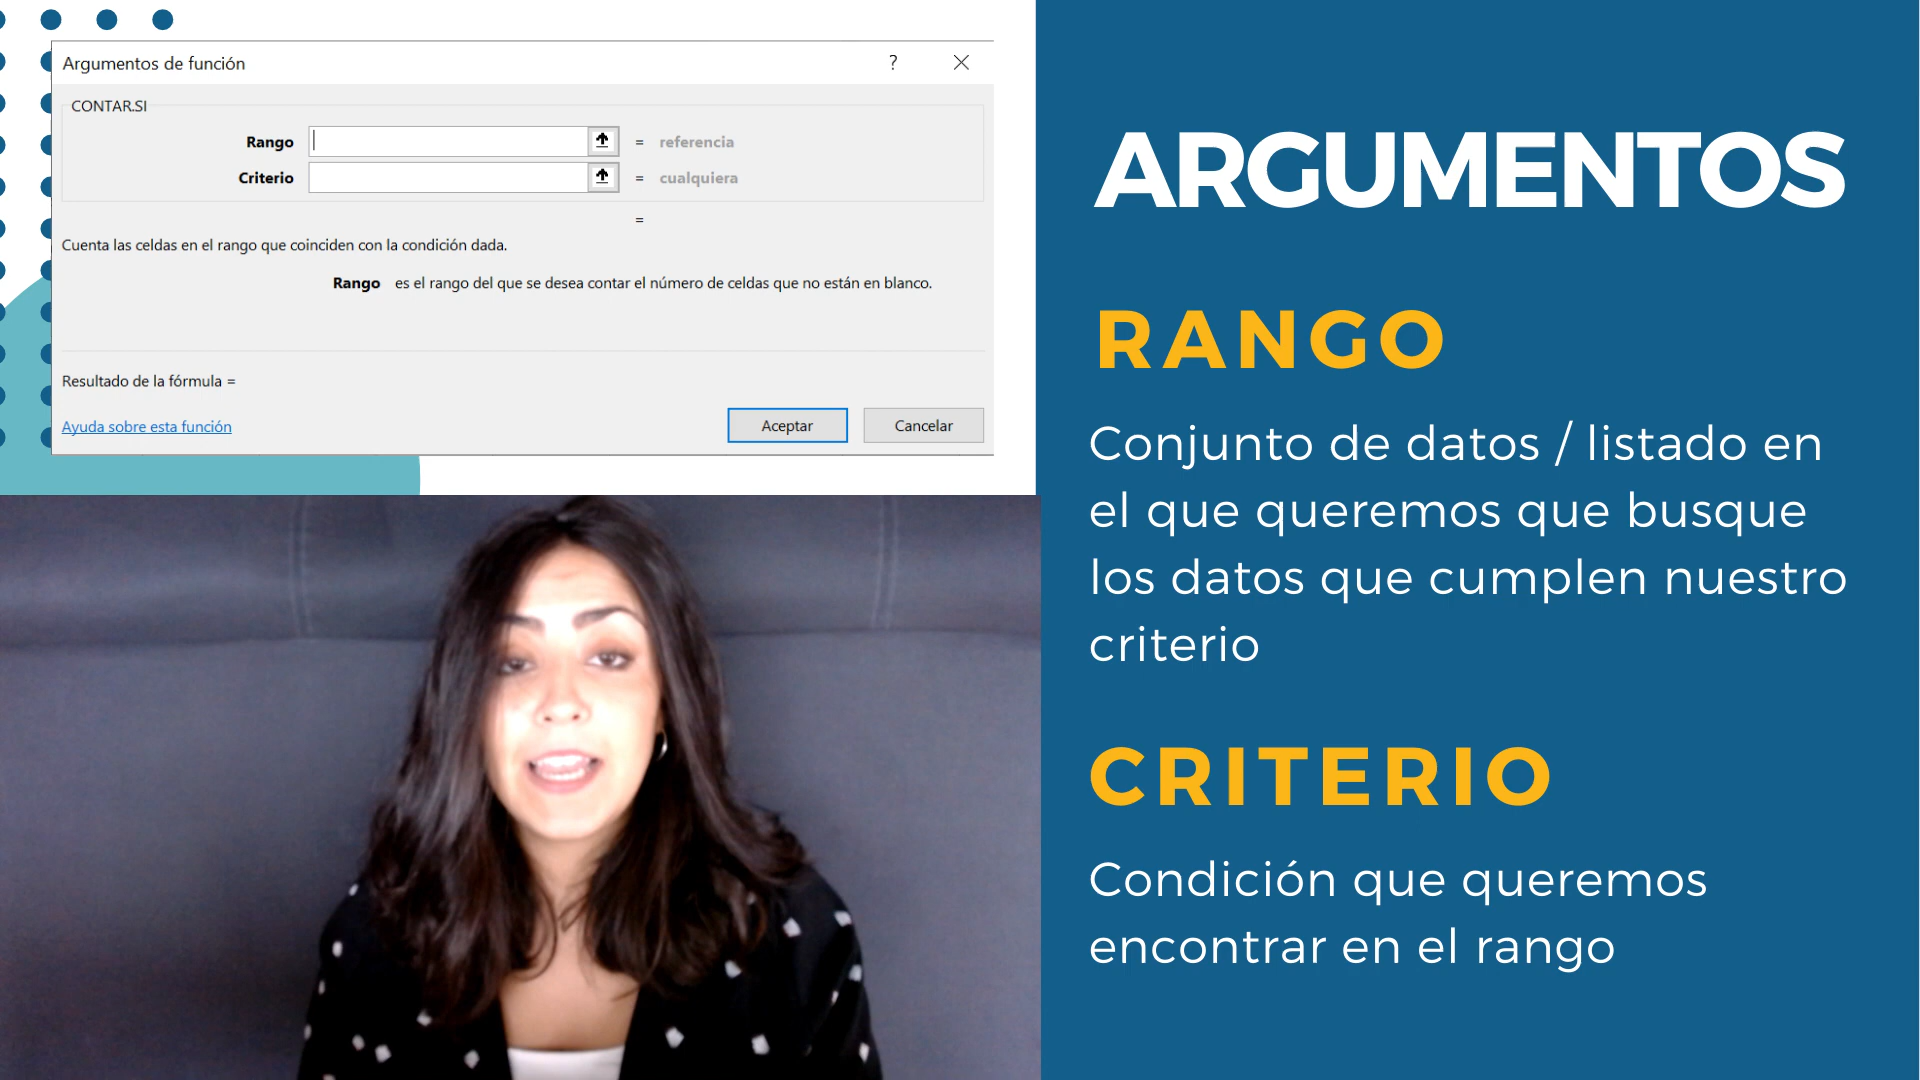 Argumentos de función ?
CONTAR.SI
Rango = referencia
Criterio = cualquiera
=
Cuenta las celdas en el rango que coinciden con la condición dada.
Rango es el rango del que se desea contar el número de celdas que no están en blanco.
Resultado de la fórmula =
Ayuda sobre esta función
Aceptar
Cancelar
ARGUMENTOS
RANGO
Conjunto de datos / listado en
el que queremos que busque
los datos que cumplen nuestro
criterio
CRITERIO
Condición que queremos
encontrar en el rango